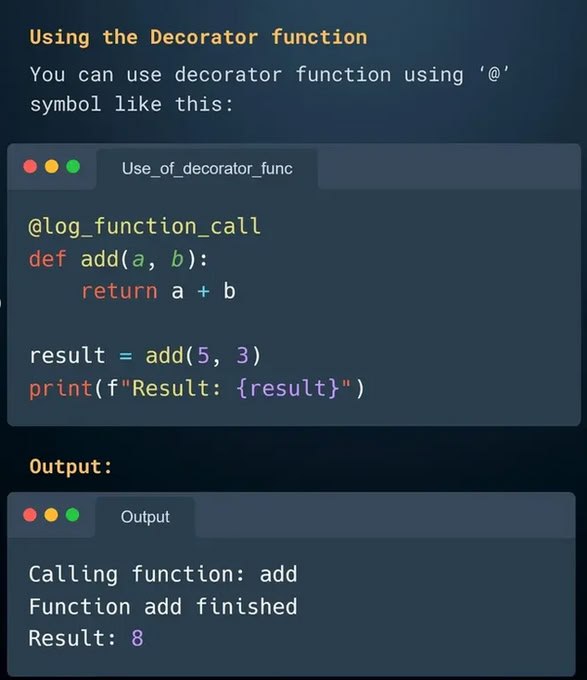 Using the Decorator function
You can use decorator function using ‘@’
symbol like this:
Use_of_decorator_func
@log_function_call
def add(a, b):
    return a + b
result = add(5, 3)
print(f"Result: {result}")
Output:
Output
Calling function: add
Function add finished
Result: 8